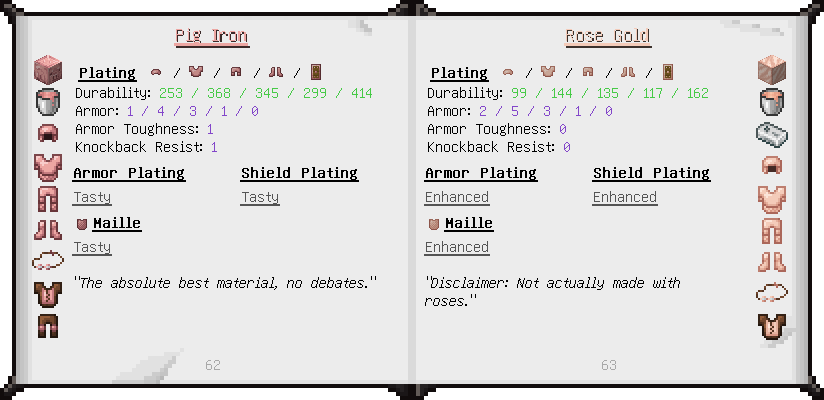 Pig Iron
Plating / / / /
Durability: 253 / 368 / 345 / 299 / 414
Armor: 1 / 4 / 3 / 1 / 0
Armor Toughness: 1
Knockback Resist: 1
Armor Plating Shield Plating
Tasty Tasty
Maille
Tasty
"The absolute best material, no debates."
62
Rose Gold
Plating / / / /
Durability: 99 / 144 / 135 / 117 / 162
Armor: 2 / 5 / 3 / 1 / 0
Armor Toughness: 0
Knockback Resist: 0
Armor Plating Shield Plating
Enhanced Enhanced
Maille
Enhanced
"Disclaimer: Not actually made with
roses."
63